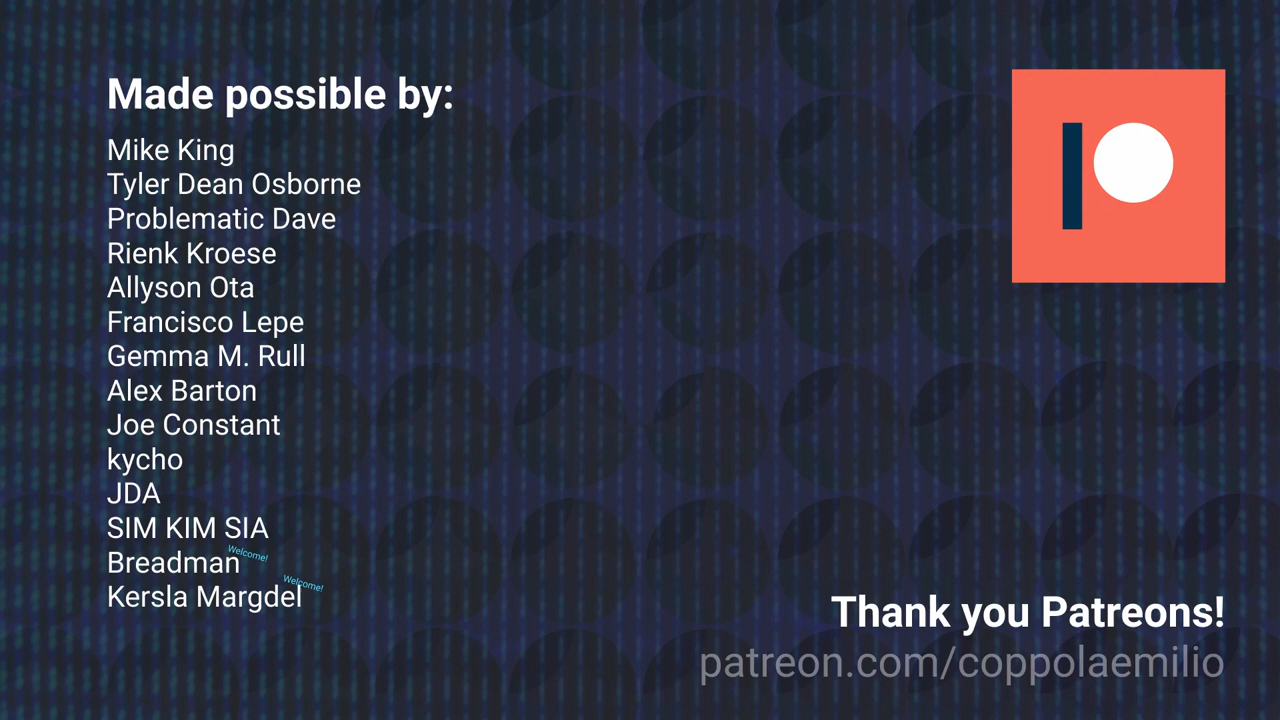 Made possible by:
Mike King
Tyler Dean Osborne
Problematic Dave
Rienk Kroese
Allyson Ota
Francisco Lepe
Gemma M. Rull
Alex Barton
Joe Constant
kycho
JDA
SIM KIM SIA
Welcome!
Breadman
Welcome!
Kersla Margdel
Thank you Patreons!
patreon.com/coppolaemilio